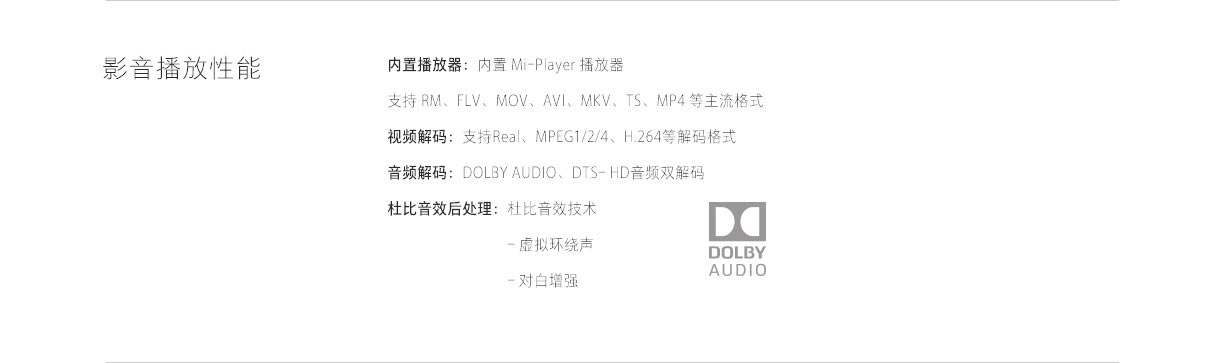 影音播放性能
内置播放器：内置 Mi-Player 播放器
支持 RM、FLV、MOV、AVI、MKV、TS、MP4 等主流格式
视频解码：支持Real、MPEG1/2/4、H.264等解码格式
音频解码：DOLBY AUDIO、DTS- HD音频双解码
杜比音效后处理：杜比音效技术
- 虚拟环绕声
- 对白增强
DOLBY
AUDIO